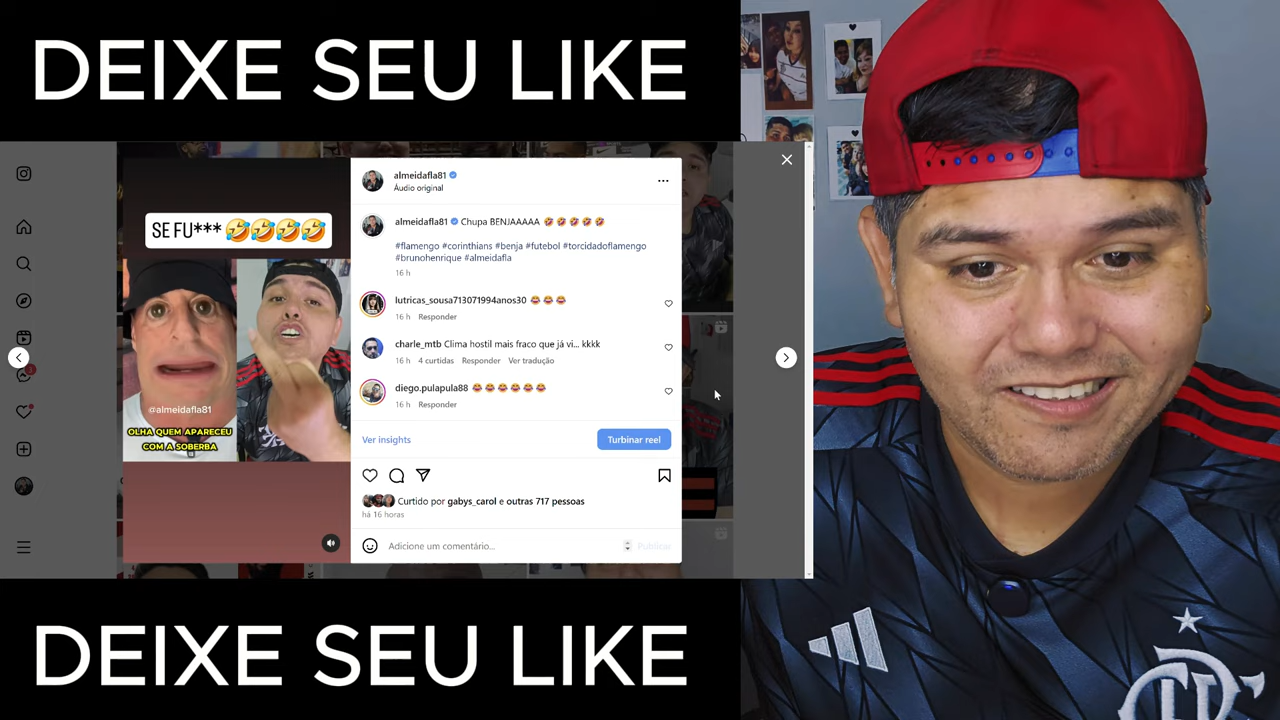 DEIXE SEU LIKE
almeidafla81
Áudio original
SE FU*** 🤣🤣🤣🤣
almeidafla81 Chupa BENJAAAAA 🤣🤣🤣🤣🤣
#flamengo #corinthians #benja #futebol #torcidadoflamengo
#brunohenrique #almeidafla
16 h
lutricas_sousa713071994anos30 😂😂😂
16 h Responder
charle_mtb Clima hostil mais fraco que já vi... kkkk
16 h 4 curtidas Responder Ver tradução
diego.pulapula88 😂😂😂😂😂😂
16 h Responder
@almeidafla81
OLHA QUEM APARECEU
COM A SOBERBA
Ver insights
Turbinar reel
Curtido por gabys_carol e outras 717 pessoas
há 16 horas
Adicione um comentário...
Publicar
DEIXE SEU LIKE